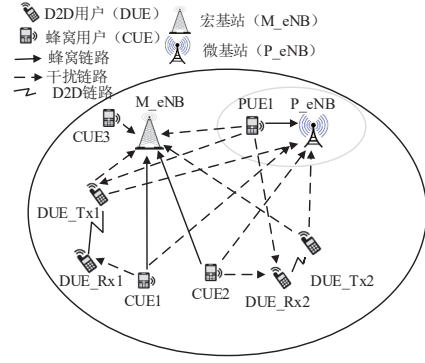 D2D用户（DUE）
宏基站（M_eNB）
蜂窝用户（CUE）
微基站（P_eNB）
蜂窝链路
干扰链路
D2D链路
M_eNB
PUE1
P_eNB
CUE3
DUE_Tx1
DUE_Rx1
CUE1
CUE2
DUE_Rx2
DUE_Tx2